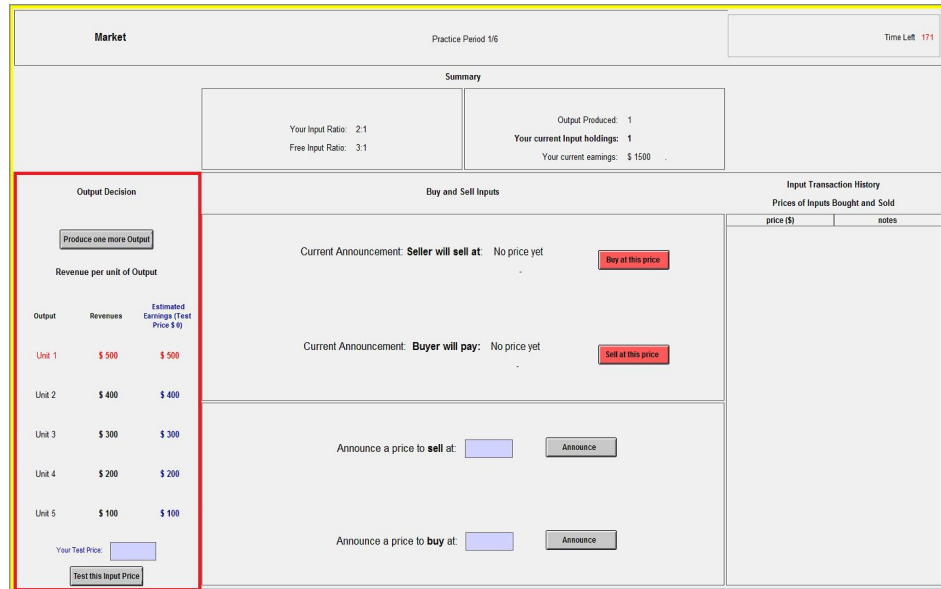 Market
Practice Period 1/6
Time Left 171
Summary
Your Input Ratio: 2:1
Free Input Ratio: 3:1
Output Produced: 1
Your current Input holdings: 1
Your current earnings: $ 1500 .
Output Decision
Produce one more Output
Revenue per unit of Output
Output Revenues Estimated Earnings (Test Price $ 0)
Unit 1 $ 500 $ 500
Unit 2 $ 400 $ 400
Unit 3 $ 300 $ 300
Unit 4 $ 200 $ 200
Unit 5 $ 100 $ 100
Your Test Price:
Test this Input Price
Buy and Sell Inputs
Current Announcement: Seller will sell at: No price yet
-
Buy at this price
Current Announcement: Buyer will pay: No price yet
-
Sell at this price
Announce a price to sell at:
Announce
Announce a price to buy at:
Announce
Input Transaction History
Prices of Inputs Bought and Sold
price ($) notes